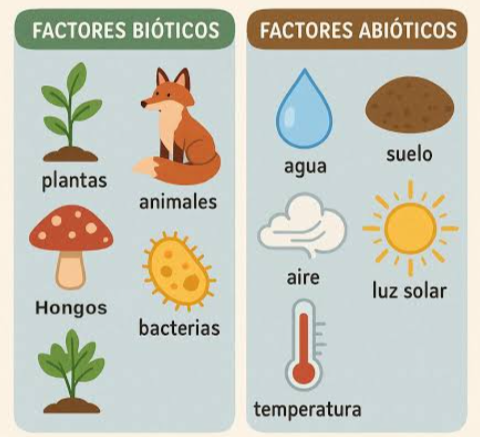 FACTORES BIÓTICOS
plantas
animales
Hongos
bacterias
FACTORES ABIÓTICOS
agua
suelo
aire
luz solar
temperatura